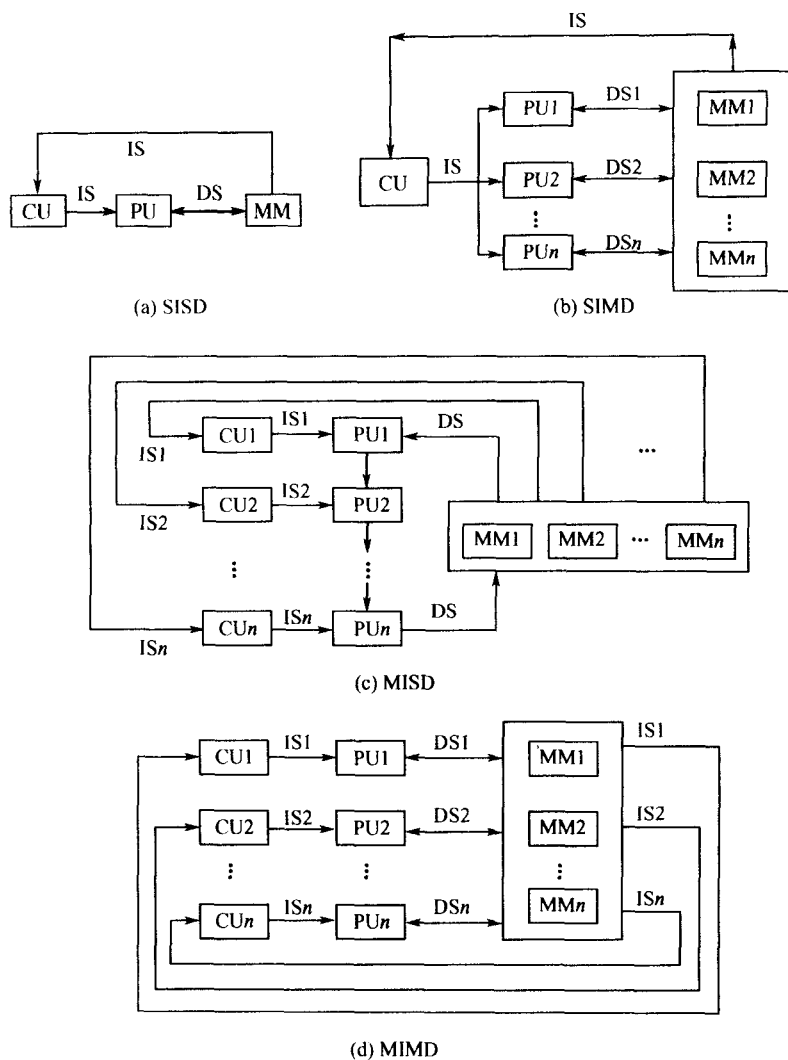 IS
IS
CU IS PU DS MM
(a) SISD
IS
CU IS
PU1 DS1 MM1
PU2 DS2 MM2
⋮ ⋮
PUn DSn MMn
(b) SIMD
IS1 CU1 IS1 PU1 DS ...
IS2 CU2 IS2 PU2
MM1 MM2 ... MMn
⋮ ⋮
ISn CUn ISn PUn DS
(c) MISD
CU1 IS1 PU1 DS1 MM1 IS1
CU2 IS2 PU2 DS2 MM2 IS2
⋮ ⋮ ⋮
CUn ISn PUn DSn MMn ISn
(d) MIMD